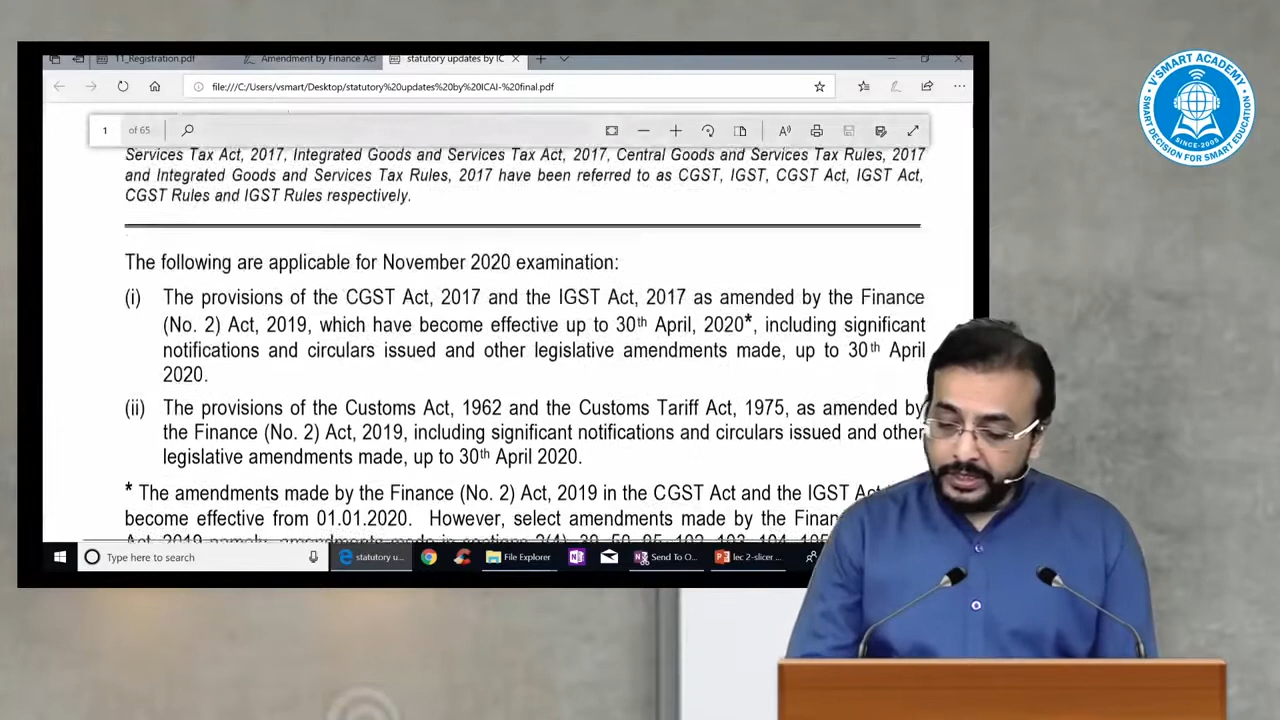 11_Registration.pdf
Amendment by Finance Act
statutory updates by IC
file:///C:/Users/vsmart/Desktop/statutory%20updates%20by%20ICAI-%20final.pdf
1 of 65
Services Tax Act, 2017, Integrated Goods and Services Tax Act, 2017, Central Goods and Services Tax Rules, 2017
and Integrated Goods and Services Tax Rules, 2017 have been referred to as CGST, IGST, CGST Act, IGST Act,
CGST Rules and IGST Rules respectively.
The following are applicable for November 2020 examination:
(i) The provisions of the CGST Act, 2017 and the IGST Act, 2017 as amended by the Finance
(No. 2) Act, 2019, which have become effective up to 30th April, 2020*, including significant
notifications and circulars issued and other legislative amendments made, up to 30th April
2020.
(ii) The provisions of the Customs Act, 1962 and the Customs Tariff Act, 1975, as amended by
the Finance (No. 2) Act, 2019, including significant notifications and circulars issued and other
legislative amendments made, up to 30th April 2020.
* The amendments made by the Finance (No. 2) Act, 2019 in the CGST Act and the IGST Act
become effective from 01.01.2020. However, select amendments made by the
Type here to search
statutory u...
File Explorer
Send To O...
lec 2-slicer ...
V'SMART ACADEMY
SINCE-2005
SMART DECISION FOR SMART EDUCATION